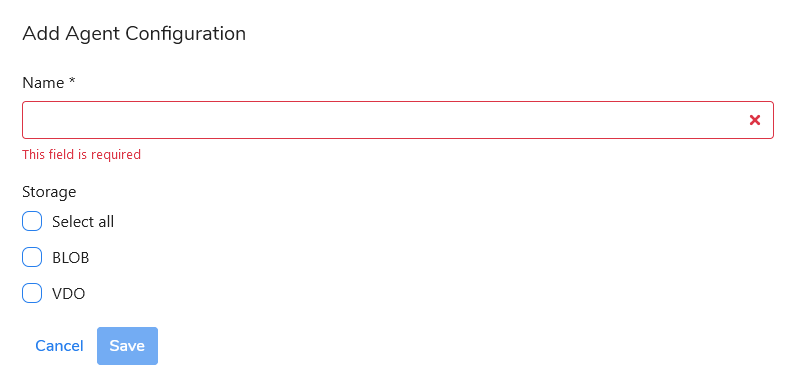 Add Agent Configuration
Name *
This field is required
Storage
Select all
BLOB
VDO
Cancel Save